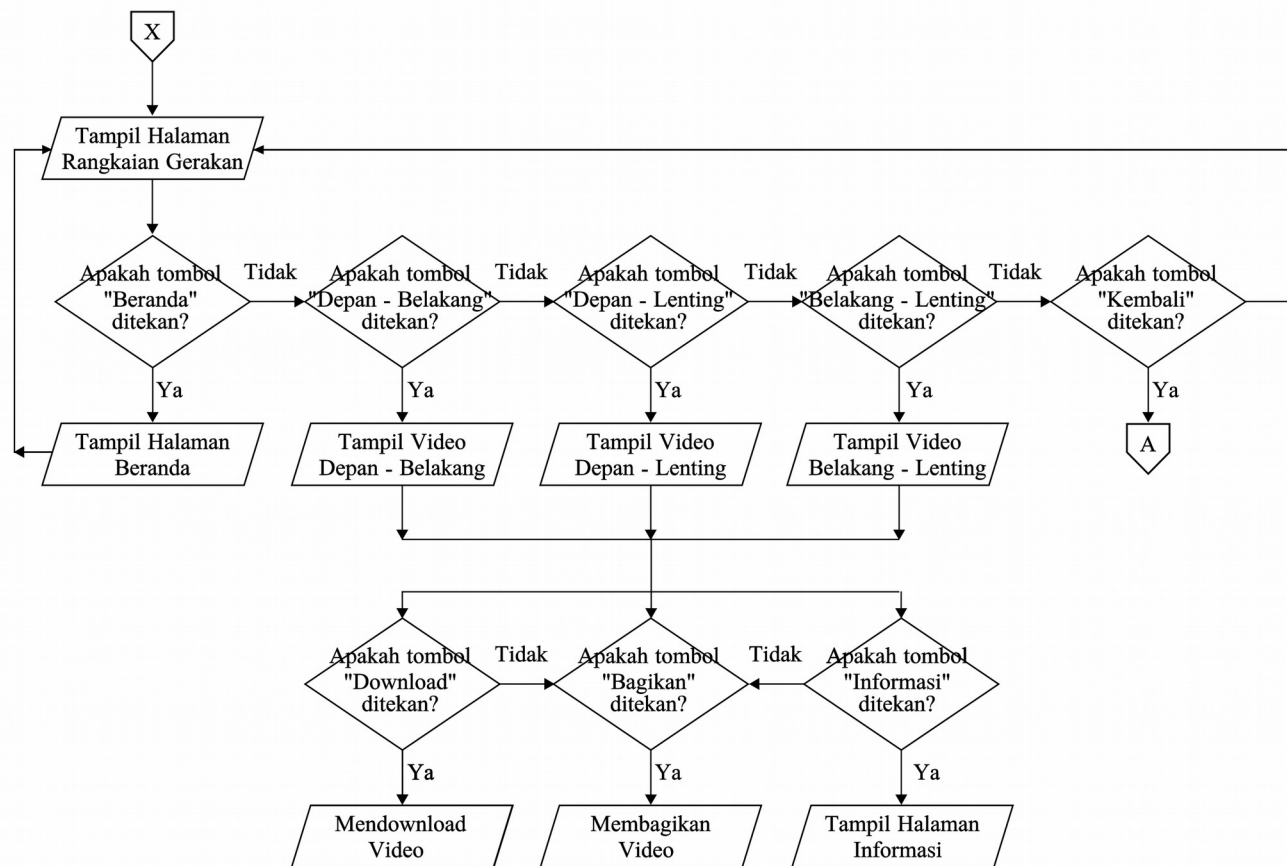 X
Tampil Halaman
Rangkaian Gerakan
Apakah tombol
"Beranda"
ditekan?
Tidak
Apakah tombol
"Depan - Belakang"
ditekan?
Tidak
Apakah tombol
"Depan - Lenting"
ditekan?
Tidak
Apakah tombol
"Belakang - Lenting"
ditekan?
Tidak
Apakah tombol
"Kembali"
ditekan?
Ya
Ya
Ya
Ya
Ya
Tampil Halaman
Beranda
Tampil Video
Depan - Belakang
Tampil Video
Depan - Lenting
Tampil Video
Belakang - Lenting
A
Apakah tombol
"Download"
ditekan?
Tidak
Apakah tombol
"Bagikan"
ditekan?
Tidak
Apakah tombol
"Informasi"
ditekan?
Ya
Ya
Ya
Mendownload
Video
Membagikan
Video
Tampil Halaman
Informasi